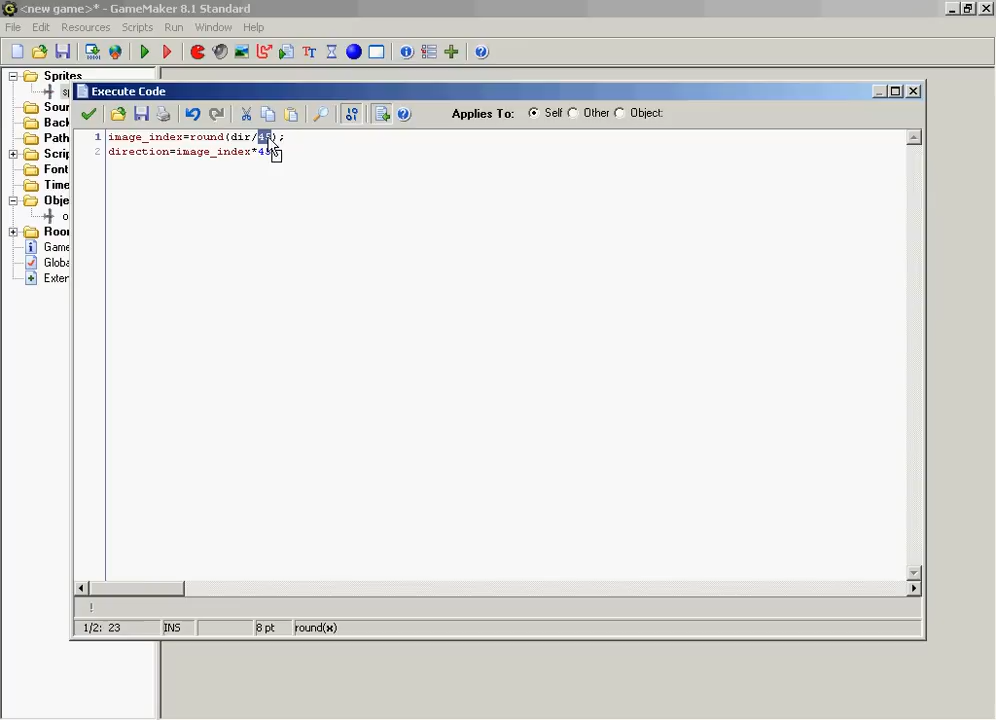 <new game>* - GameMaker 8.1 Standard
File Edit Resources Scripts Run Window Help
Sprites
Execute Code
Applies To: Self Other Object:
Soun
Back
Path
Scrip
Font
Time
Obje
o
Room
Game
Globa
Exten
1 image_index=round(dir/45);
2 direction=image_index*45
!
1/2: 23 INS 8 pt round(x)